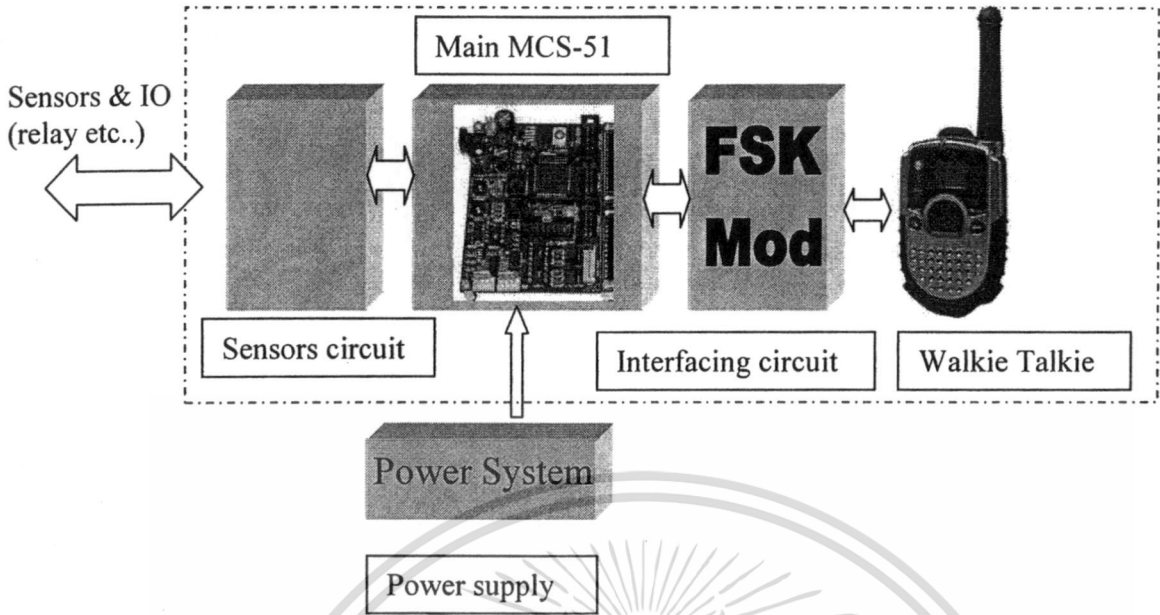 Main MCS-51
Sensors & IO
(relay etc..)
FSK
Mod
Sensors circuit
Interfacing circuit
Walkie Talkie
Power System
Power supply